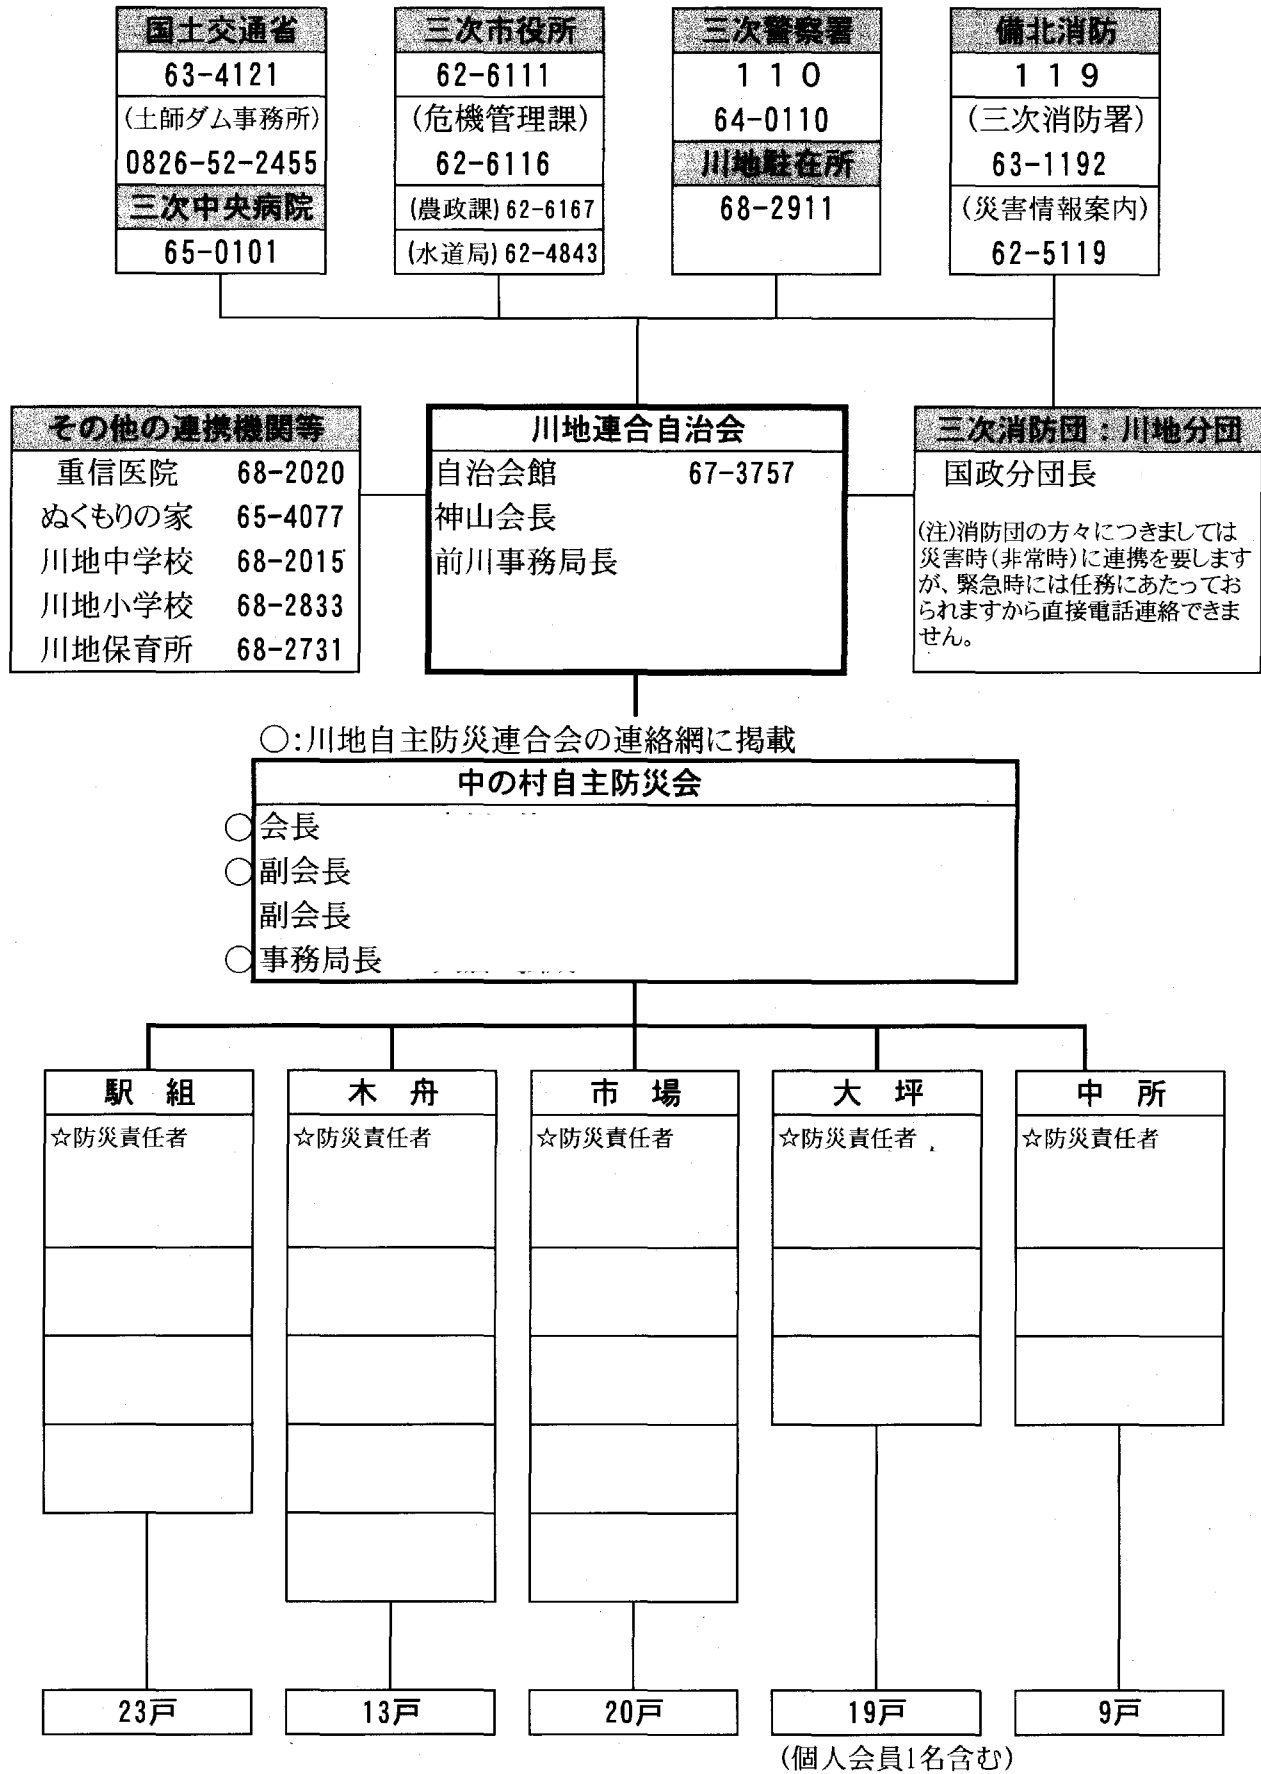 国土交通省
63-4121
(土師ダム事務所)
0826-52-2455
三次中央病院
65-0101
三次市役所
62-6111
(危機管理課)
62-6116
(農政課)62-6167
(水道局)62-4843
三次警察署
110
64-0110
川地駐在所
68-2911
備北消防
119
(三次消防署)
63-1192
(災害情報案内)
62-5119
その他の連携機関等
重信医院 68-2020
ぬくもりの家 65-4077
川地中学校 68-2015
川地小学校 68-2833
川地保育所 68-2731
川地連合自治会
自治会館 67-3757
神山会長
前川事務局長
三次消防団：川地分団
国政分団長
(注)消防団の方々につきましては
災害時(非常時)に連携を要します
が、緊急時には任務にあたってお
られますから直接電話連絡できま
せん。
○:川地自主防災連合会の連絡網に掲載
中の村自主防災会
○会長
○副会長
副会長
○事務局長
駅 組
☆防災責任者
木 舟
☆防災責任者
市 場
☆防災責任者
大 坪
☆防災責任者
中 所
☆防災責任者
23戸
13戸
20戸
19戸
9戸
(個人会員1名含む)